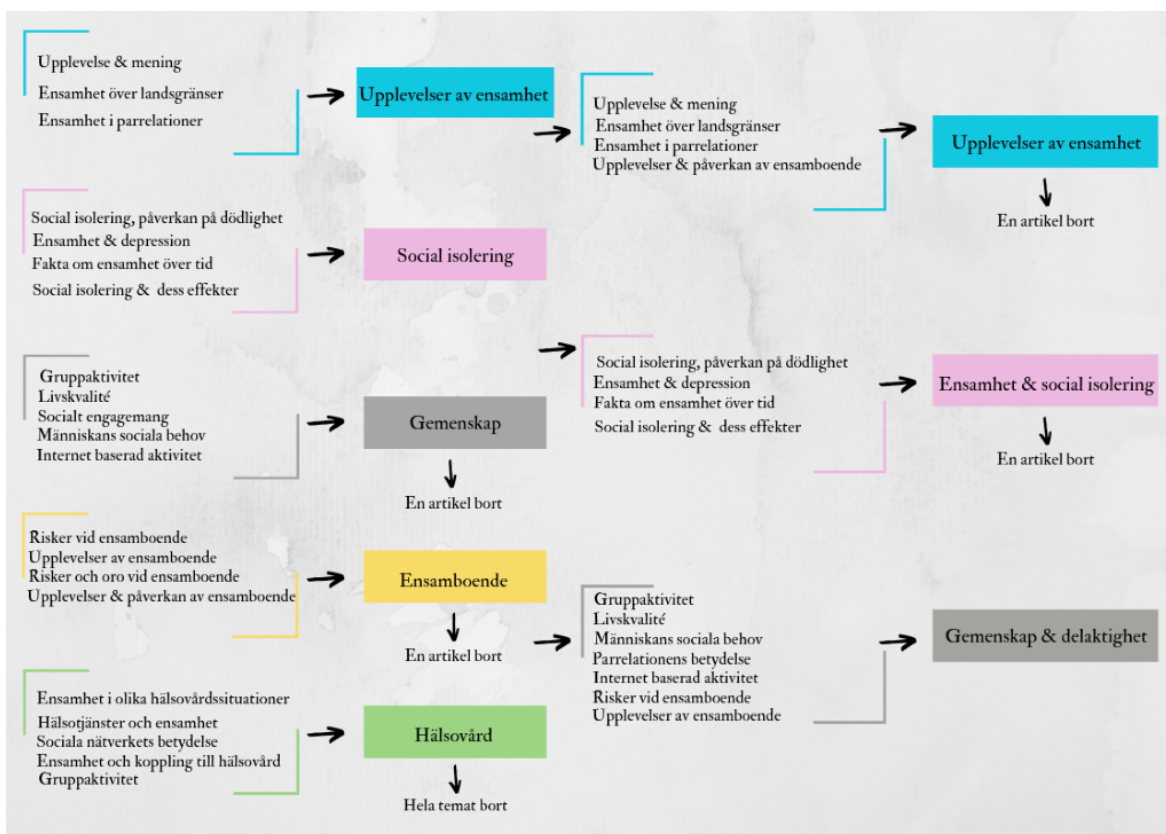 Upplevelse & mening
Ensamhet över landsgränser
Ensamhet i parrelationer
Upplevelser av ensamhet
Upplevelse & mening
Ensamhet över landsgränser
Ensamhet i parrelationer
Upplevelser & påverkan av ensamboende
Upplevelser av ensamhet
En artikel bort
Social isolering, påverkan på dödlighet
Ensamhet & depression
Fakta om ensamhet över tid
Social isolering & dess effekter
Social isolering
Gruppaktivitet
Livskvalité
Socialt engagemang
Människans sociala behov
Internet baserad aktivitet
Gemenskap
En artikel bort
Social isolering, påverkan på dödlighet
Ensamhet & depression
Fakta om ensamhet över tid
Social isolering & dess effekter
Ensamhet & social isolering
En artikel bort
Risker vid ensamboende
Upplevelser av ensamboende
Risker och oro vid ensamboende
Upplevelser & påverkan av ensamboende
Ensamboende
En artikel bort
Gruppaktivitet
Livskvalité
Människans sociala behov
Parrelationens betydelse
Internet baserad aktivitet
Risker vid ensamboende
Upplevelser av ensamboende
Gemenskap & delaktighet
Ensamhet i olika hälsovårdssituationer
Hälsotjänster och ensamhet
Sociala nätverkets betydelse
Ensamhet och koppling till hälsovård
Gruppaktivitet
Hälsovård
Hela temat bort